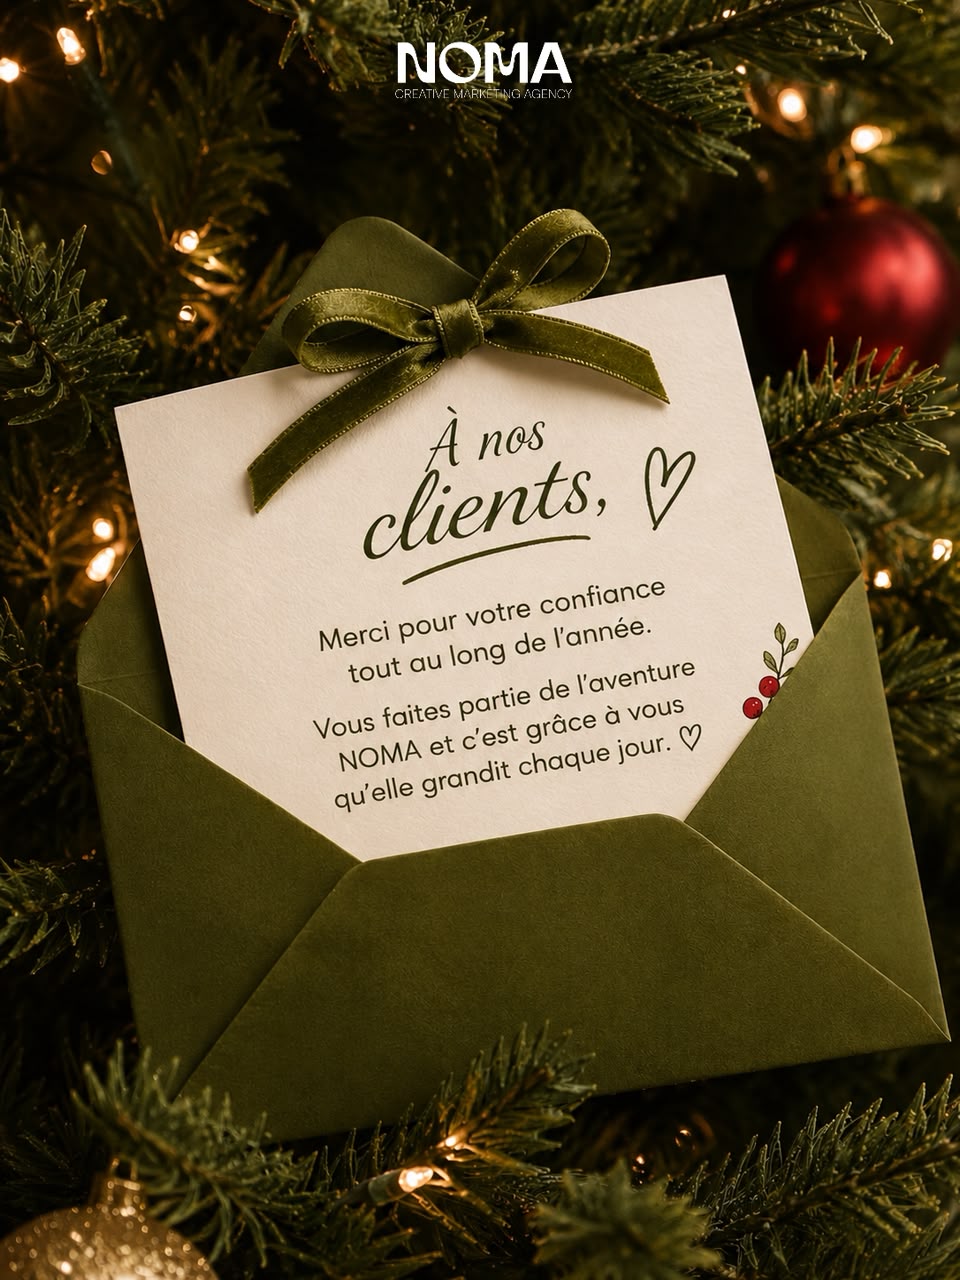 NOMA
CREATIVE MARKETING AGENCY
À nos
clients,
Merci pour votre confiance
tout au long de l'année.
Vous faites partie de l'aventure
NOMA et c'est grâce à vous
qu'elle grandit chaque jour.